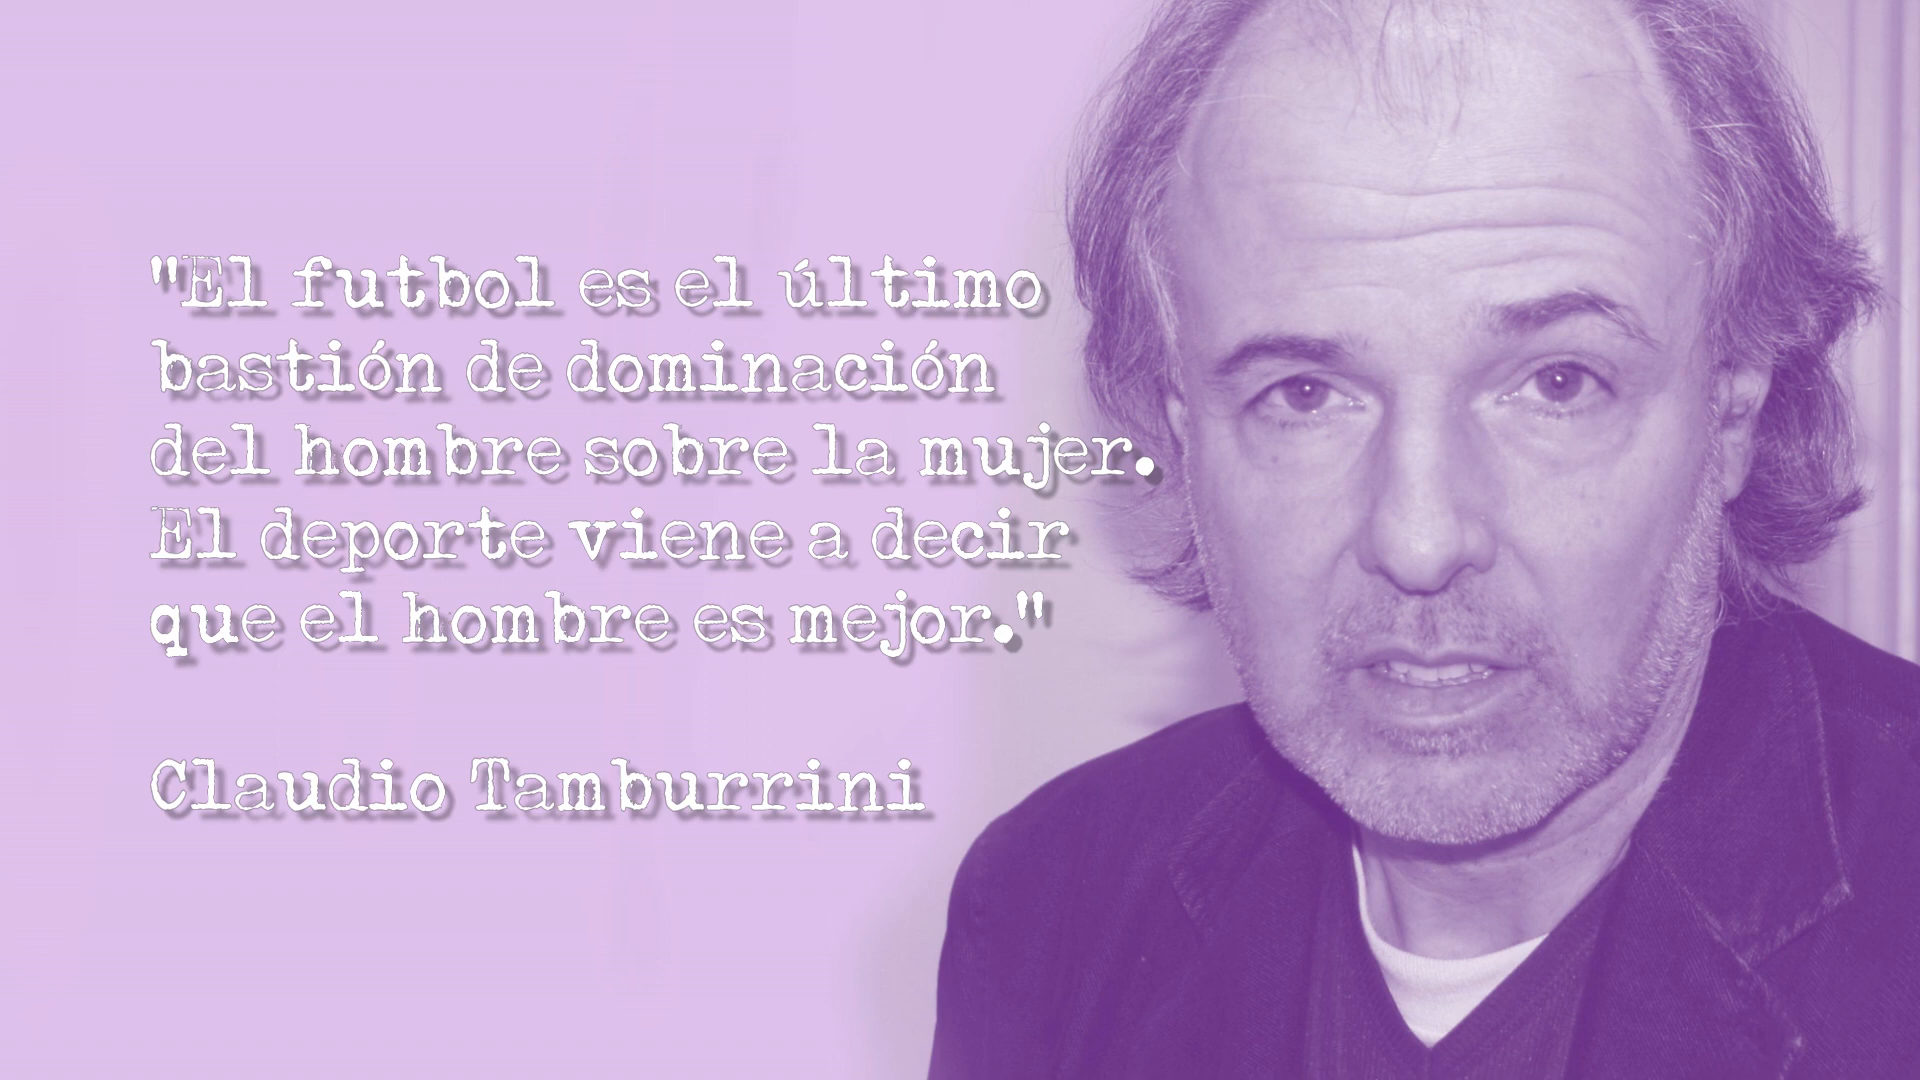 "El futbol es el último
bastión de dominación
del hombre sobre la mujer.
El deporte viene a decir
que el hombre es mejor."
Claudio Tamburrini